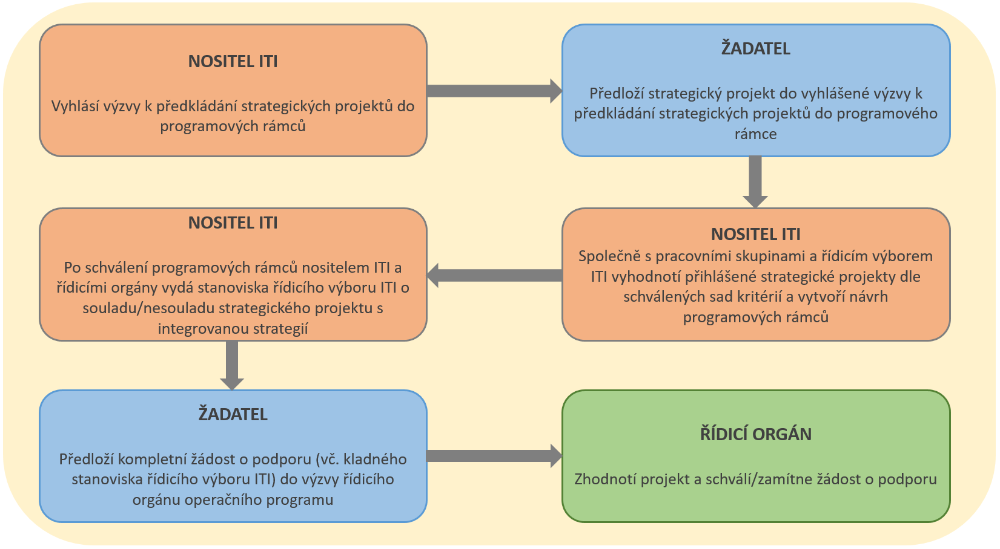 NOSITEL ITI
Vyhlásí výzvy k předkládání strategických projektů do
programových rámců
ŽADATEL
Předloží strategický projekt do vyhlášené výzvy k
předkládání strategických projektů do programového
rámce
NOSITEL ITI
Společně s pracovními skupinami a řídicím výborem
ITI vyhodnotí přihlášené strategické projekty dle
schválených sad kritérií a vytvoří návrh
programových rámců
NOSITEL ITI
Po schválení programových rámců nositelem ITI a
řídicími orgány vydá stanoviska řídicího výboru ITI o
souladu/nesouladu strategického projektu s
integrovanou strategií
ŽADATEL
Předloží kompletní žádost o podporu (vč. kladného
stanoviska řídicího výboru ITI) do výzvy řídicího
orgánu operačního programu
ŘÍDICÍ ORGÁN
Zhodnotí projekt a schválí/zamítne žádost o podporu